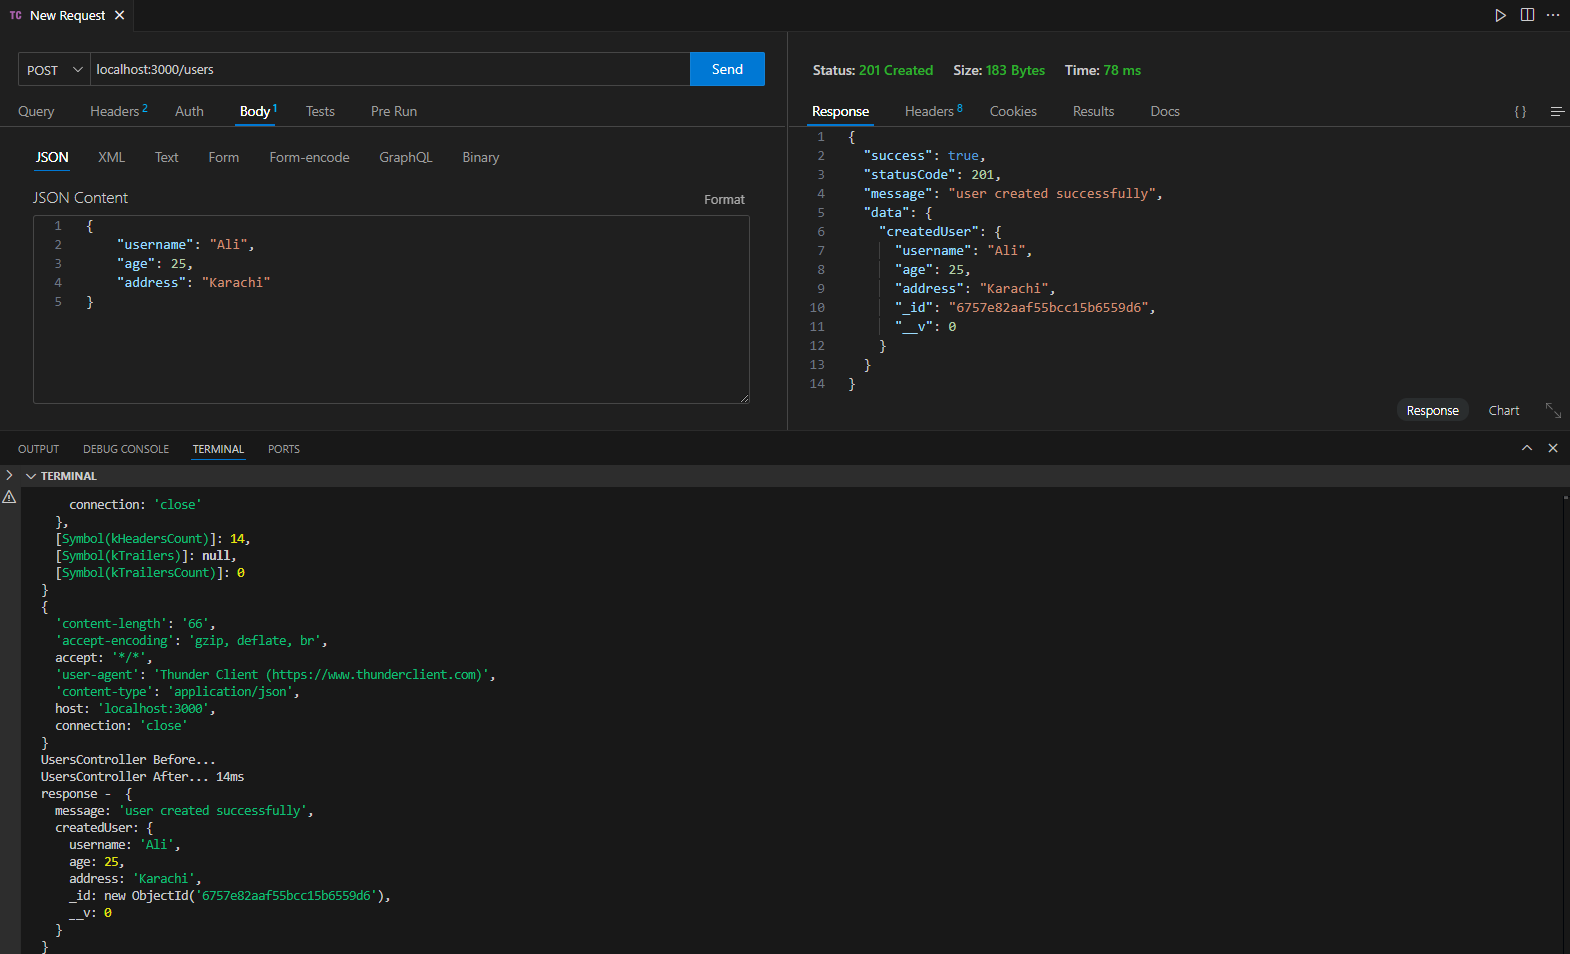 TC New Request
POST localhost:3000/users Send
Query Headers 2 Auth Body 1 Tests Pre Run
JSON XML Text Form Form-encode GraphQL Binary
JSON Content Format
1 {
2 "username": "Ali",
3 "age": 25,
4 "address": "Karachi"
5 }
Status: 201 Created Size: 183 Bytes Time: 78 ms
Response Headers 8 Cookies Results Docs { }
1 {
2 "success": true,
3 "statusCode": 201,
4 "message": "user created successfully",
5 "data": {
6 "createdUser": {
7 "username": "Ali",
8 "age": 25,
9 "address": "Karachi",
10 "_id": "6757e82aaf55bcc15b6559d6",
11 "__v": 0
12 }
13 }
14 }
Response Chart
OUTPUT DEBUG CONSOLE TERMINAL PORTS
TERMINAL
connection: 'close'
},
[Symbol(kHeadersCount)]: 14,
[Symbol(kTrailers)]: null,
[Symbol(kTrailersCount)]: 0
}
{
'content-length': '66',
'accept-encoding': 'gzip, deflate, br',
accept: '*/*',
'user-agent': 'Thunder Client (https://www.thunderclient.com)',
'content-type': 'application/json',
host: 'localhost:3000',
connection: 'close'
}
UsersController Before...
UsersController After... 14ms
response - {
message: 'user created successfully',
createdUser: {
username: 'Ali',
age: 25,
address: 'Karachi',
_id: new ObjectId('6757e82aaf55bcc15b6559d6'),
__v: 0
}
}